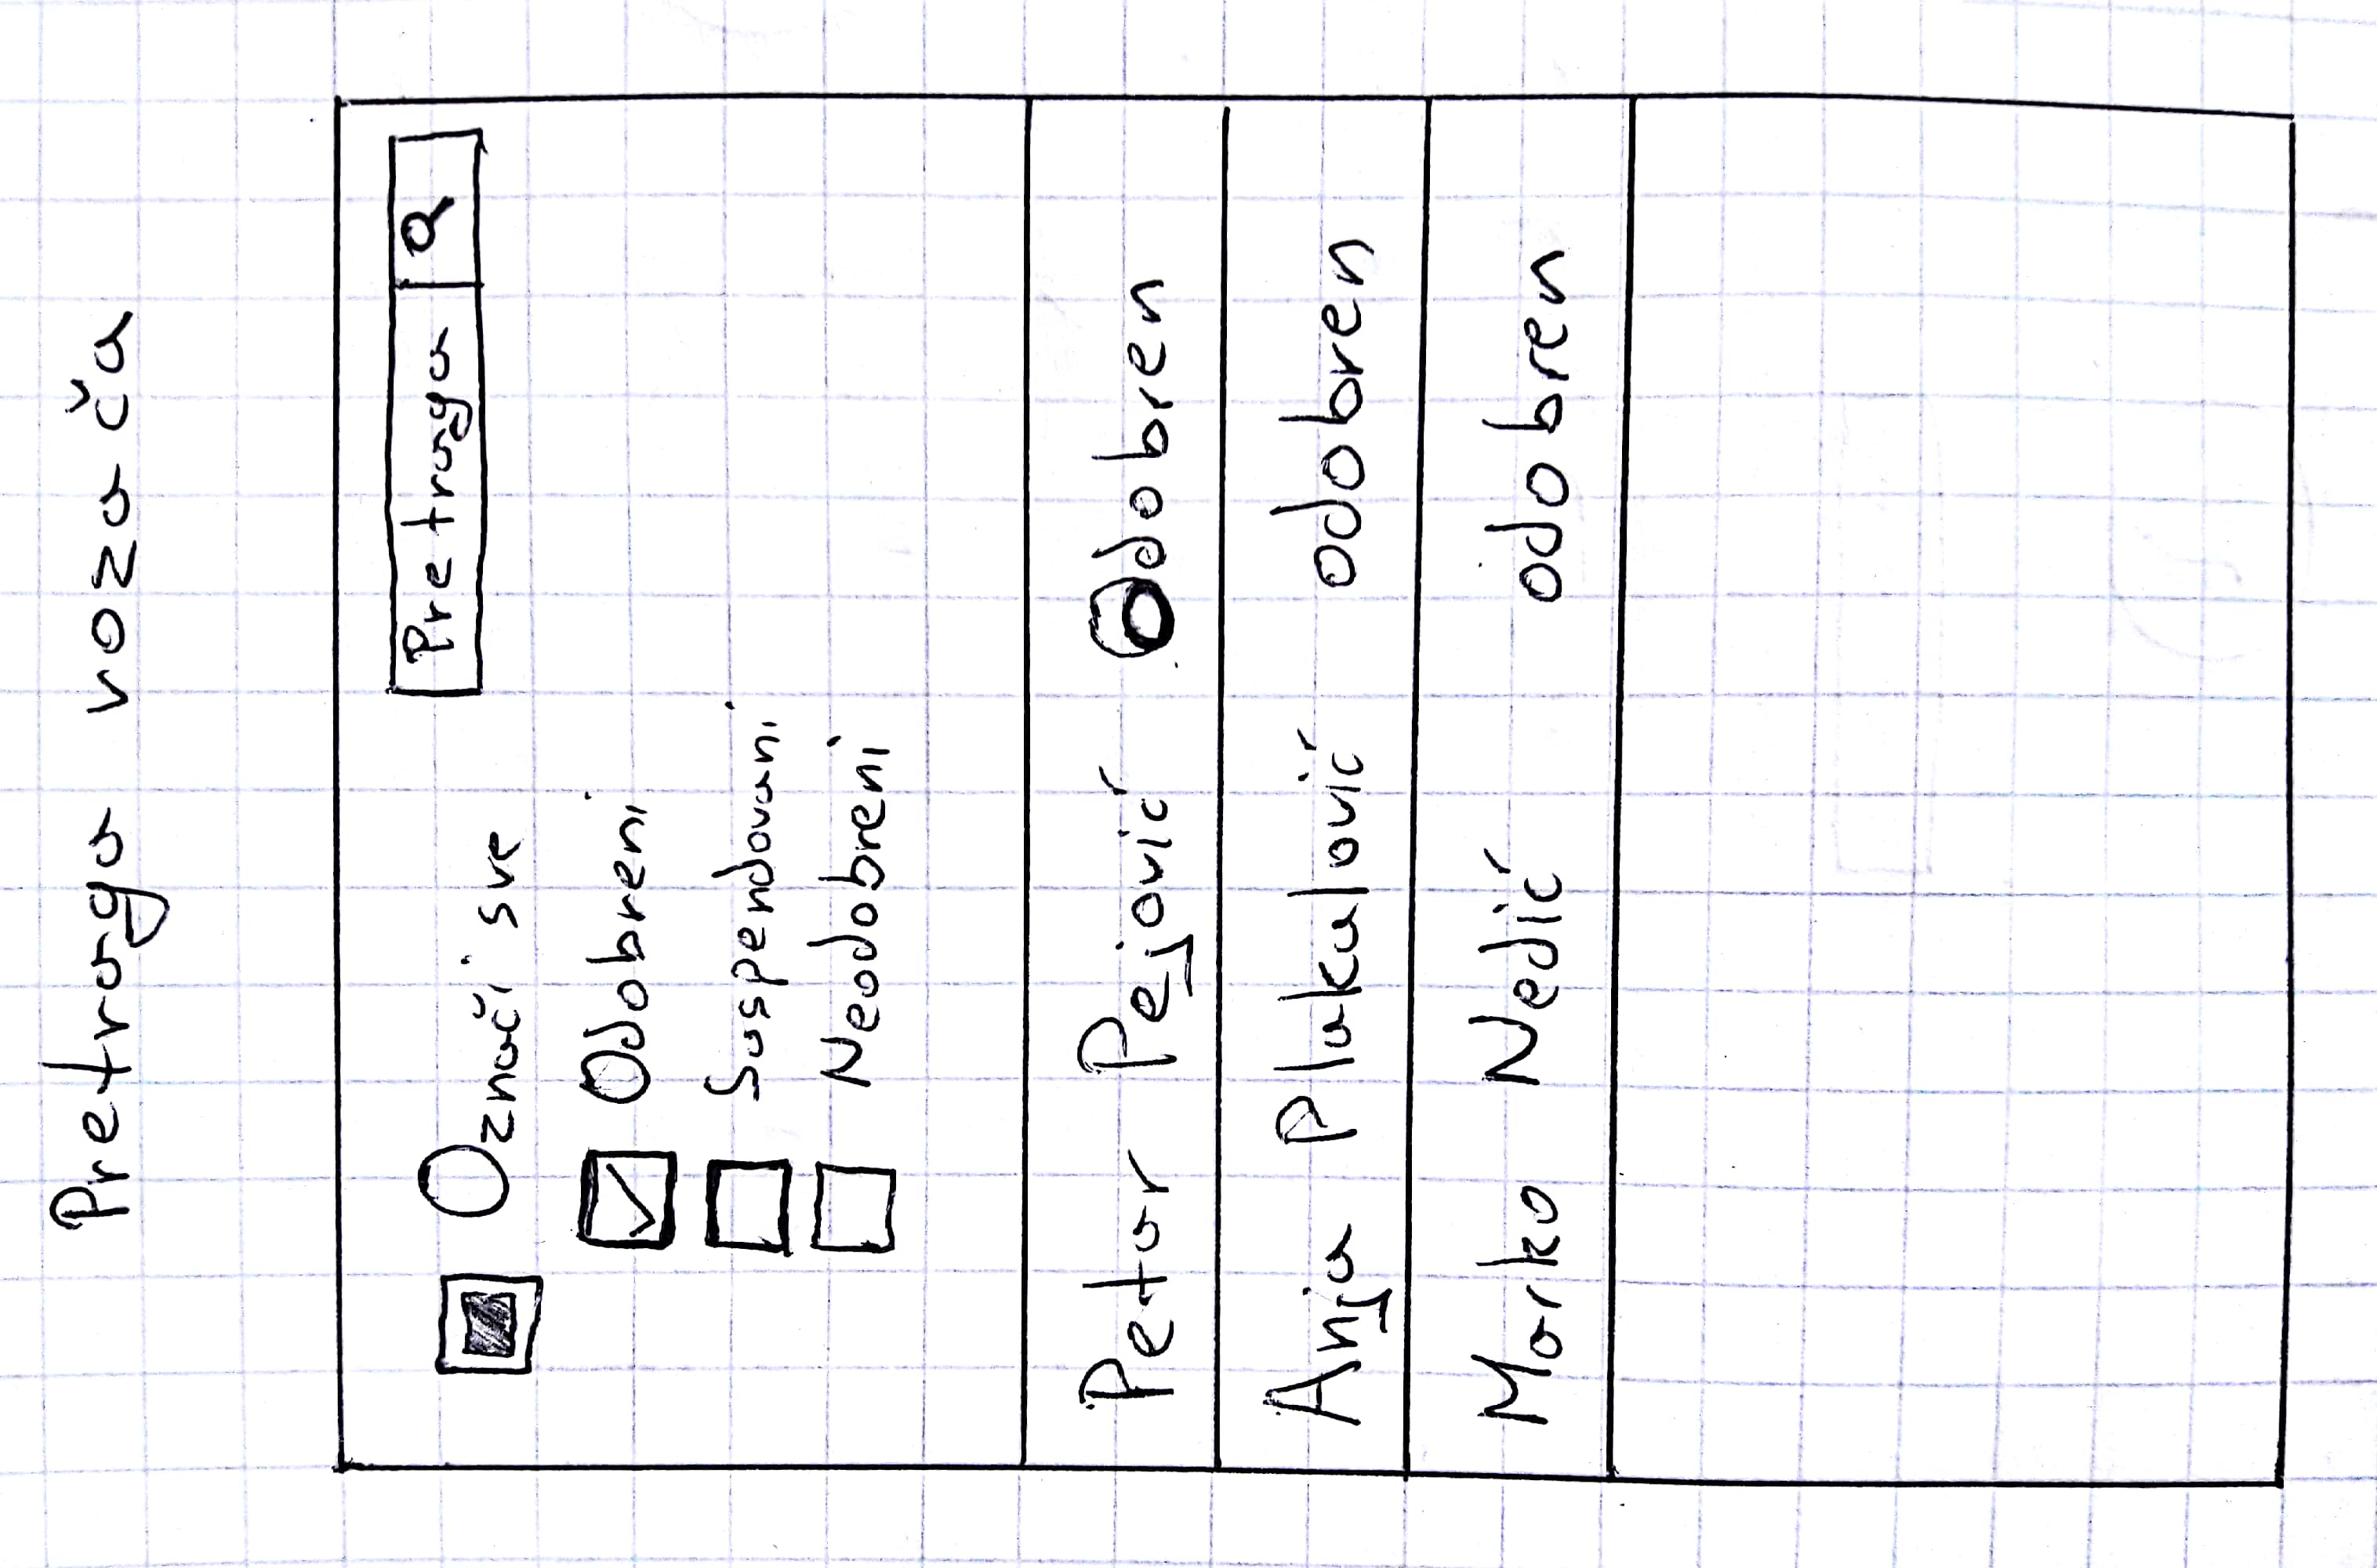 Pretraga vozača
Pretraga
Označi sve
Odobreni
Suspendovani
Neodobreni
Petar Pejović Odobren
Anja Plakalović odobren
Marko Nedić odobren